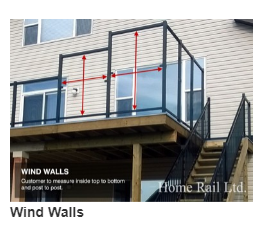 WIND WALLS
Customer to measure inside top to bottom
and post to post.
Home Rail Ltd.
Wind Walls